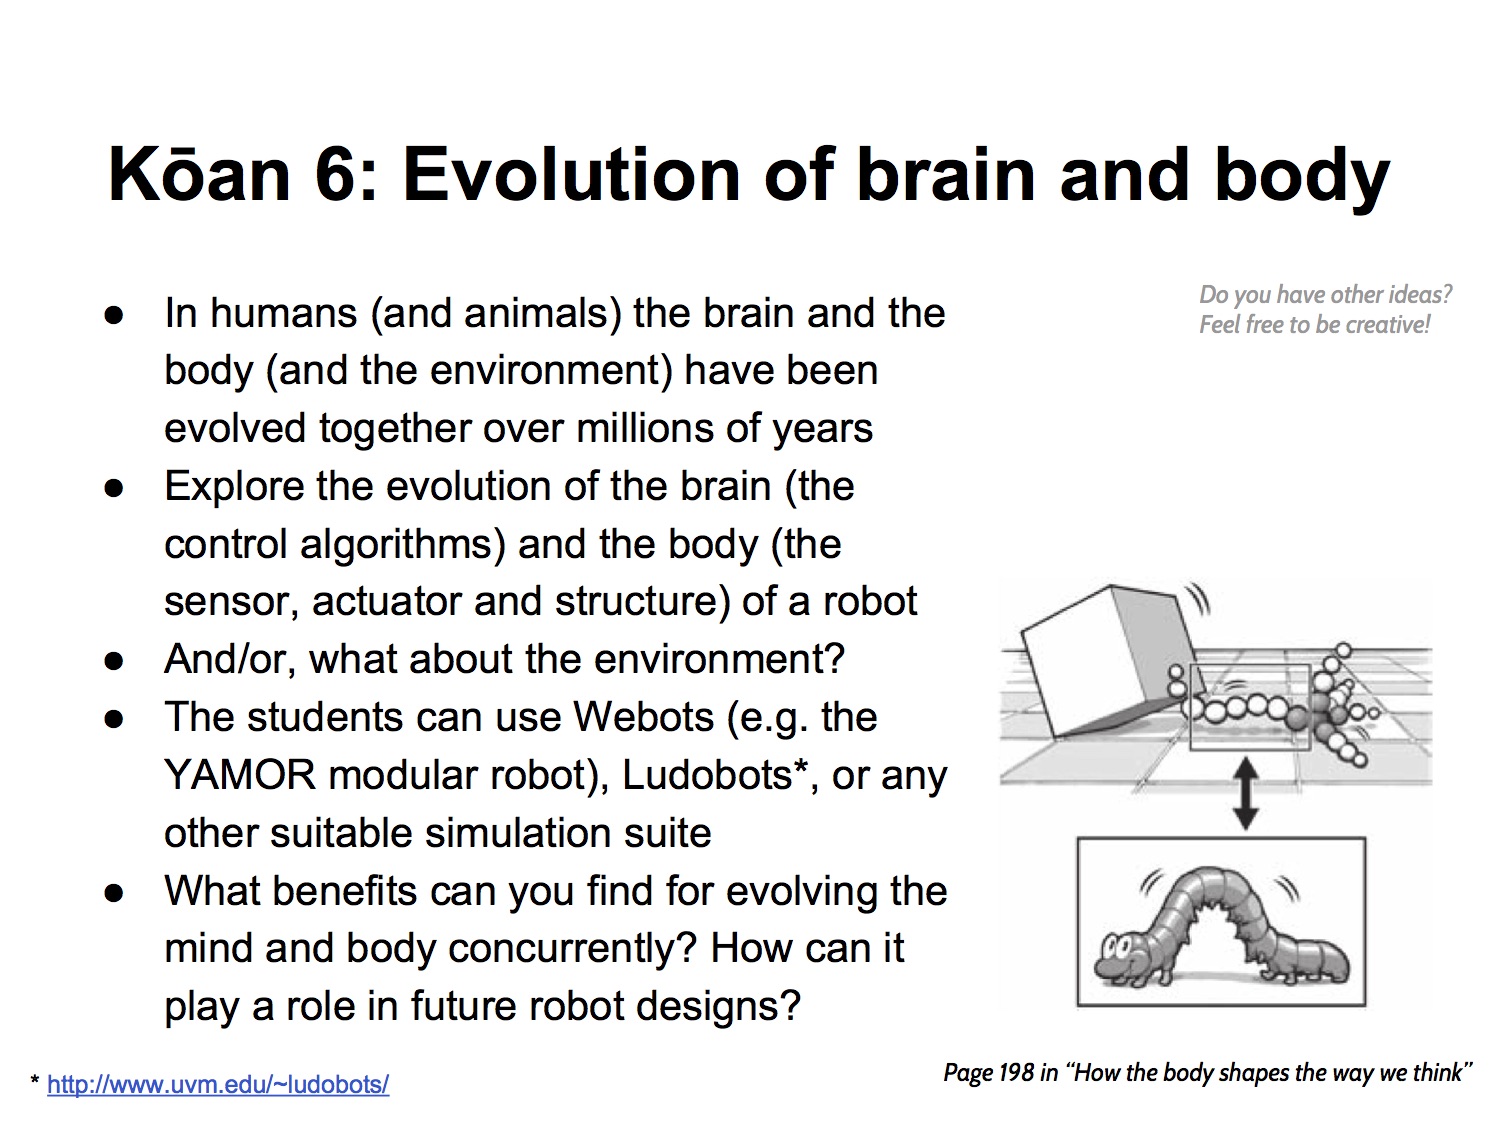 Kōan 6: Evolution of brain and body
● In humans (and animals) the brain and the
body (and the environment) have been
evolved together over millions of years
● Explore the evolution of the brain (the
control algorithms) and the body (the
sensor, actuator and structure) of a robot
● And/or, what about the environment?
● The students can use Webots (e.g. the
YAMOR modular robot), Ludobots*, or any
other suitable simulation suite
● What benefits can you find for evolving the
mind and body concurrently? How can it
play a role in future robot designs?
Do you have other ideas?
Feel free to be creative!
* http://www.uvm.edu/~ludobots/
Page 198 in “How the body shapes the way we think”